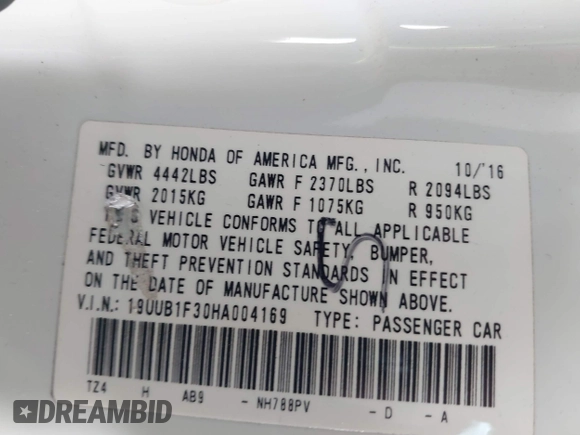 MFD. BY HONDA OF AMERICA MFG., INC. 10/'16
GVWR 4442LBS GAWR F 2370LBS R 2094LBS
GVWR 2015KG GAWR F 1075KG R 950KG
THIS VEHICLE CONFORMS TO ALL APPLICABLE
FEDERAL MOTOR VEHICLE SAFETY, BUMPER,
AND THEFT PREVENTION STANDARDS IN EFFECT
ON THE DATE OF MANUFACTURE SHOWN ABOVE.
V.I.N.: 19UUB1F30HA004169 TYPE: PASSENGER CAR
TZ4 H AB9 - NH788PV - D - A
DREAMBID